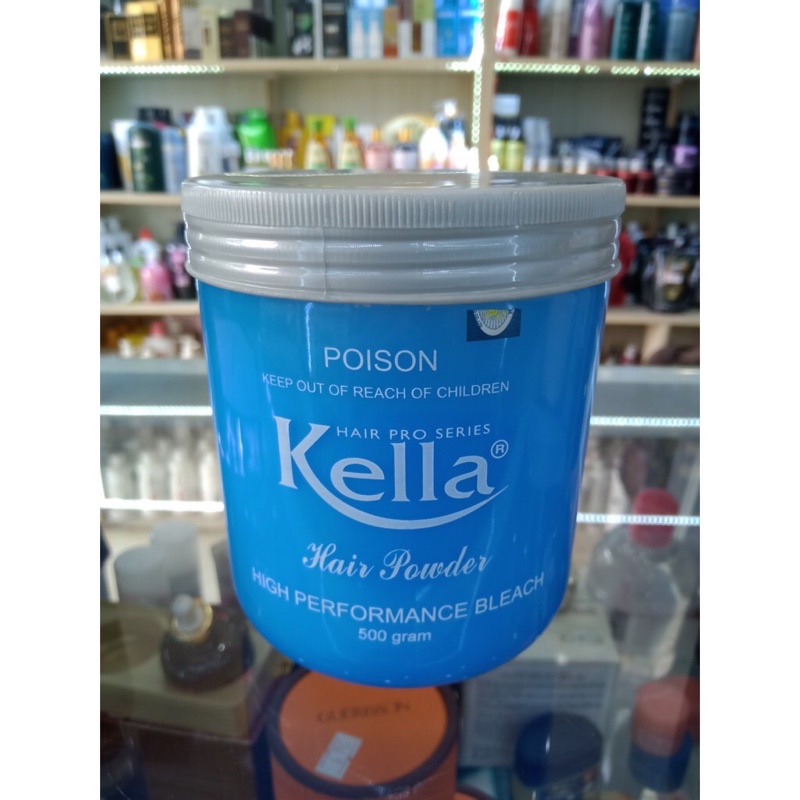 POISON
KEEP OUT OF REACH OF CHILDREN
HAIR PRO SERIES
Kella®
Hair Powder
HIGH PERFORMANCE BLEACH
500 gram